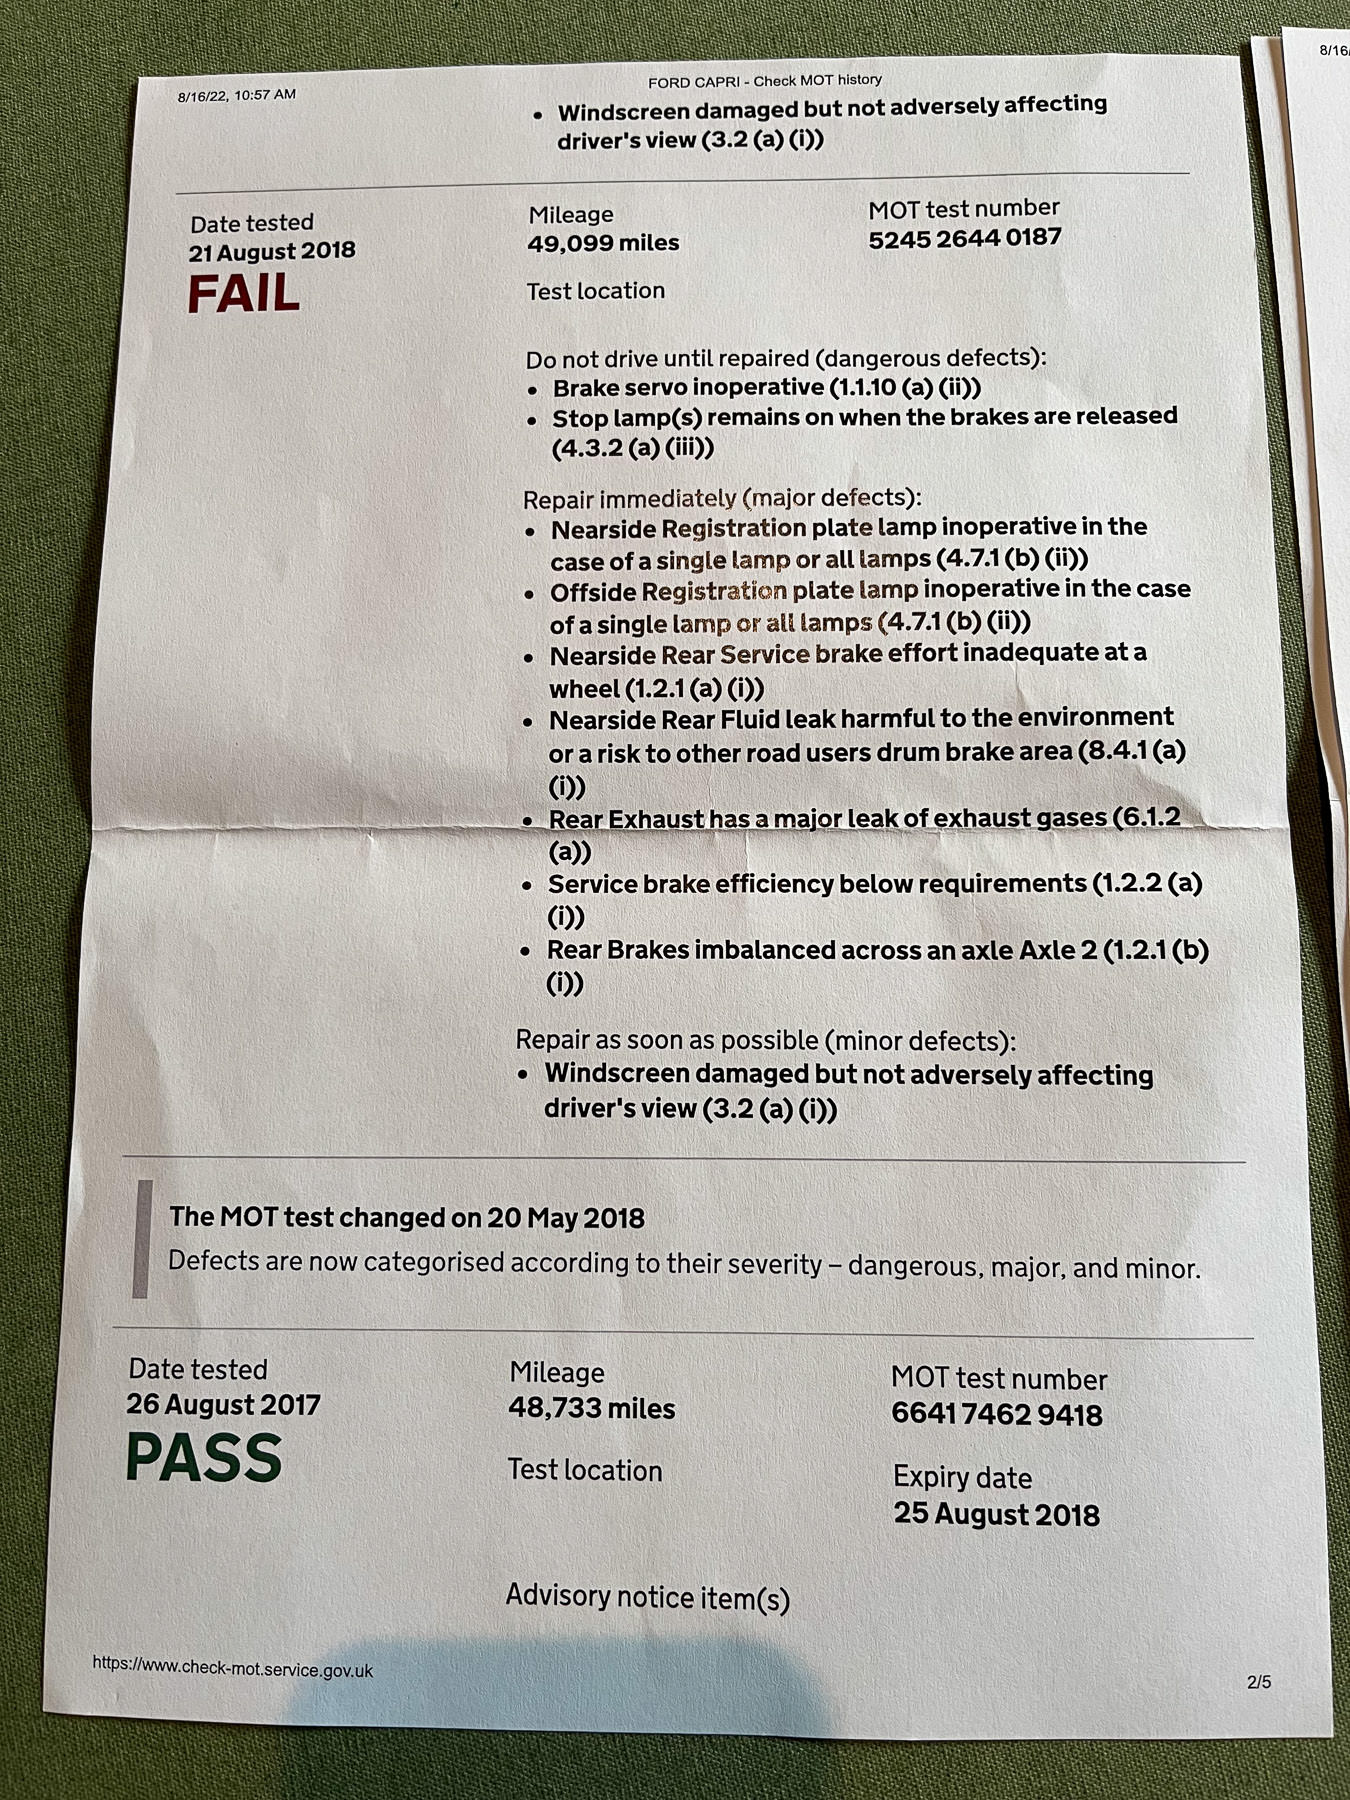 8/16/22, 10:57 AM
FORD CAPRI - Check MOT history
8/16/
• Windscreen damaged but not adversely affecting
driver's view (3.2 (a) (i))
Date tested
21 August 2018
FAIL
Mileage
49,099 miles
Test location
MOT test number
5245 2644 0187
Do not drive until repaired (dangerous defects):
• Brake servo inoperative (1.1.10 (a) (ii))
• Stop lamp(s) remains on when the brakes are released
(4.3.2 (a) (iii))
Repair immediately (major defects):
• Nearside Registration plate lamp inoperative in the
case of a single lamp or all lamps (4.7.1 (b) (ii))
• Offside Registration plate lamp inoperative in the case
of a single lamp or all lamps (4.7.1 (b) (ii))
• Nearside Rear Service brake effort inadequate at a
wheel (1.2.1 (a) (i))
• Nearside Rear Fluid leak harmful to the environment
or a risk to other road users drum brake area (8.4.1 (a)
(i))
• Rear Exhaust has a major leak of exhaust gases (6.1.2
(a))
• Service brake efficiency below requirements (1.2.2 (a)
(i))
• Rear Brakes imbalanced across an axle Axle 2 (1.2.1 (b)
(i))
Repair as soon as possible (minor defects):
• Windscreen damaged but not adversely affecting
driver's view (3.2 (a) (i))
The MOT test changed on 20 May 2018
Defects are now categorised according to their severity – dangerous, major, and minor.
Date tested
26 August 2017
PASS
Mileage
48,733 miles
Test location
MOT test number
6641 7462 9418
Expiry date
25 August 2018
Advisory notice item(s)
https://www.check-mot.service.gov.uk
2/5